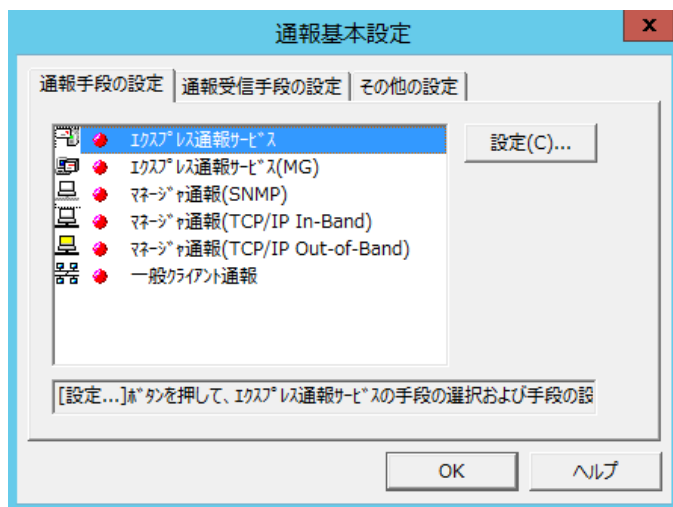 通報基本設定
x
通報手段の設定 通報受信手段の設定 その他の設定
ｴｸｽﾌﾟﾚｽ通報ｻｰﾋﾞｽ
設定(C)...
ｴｸｽﾌﾟﾚｽ通報ｻｰﾋﾞｽ(MG)
ﾏﾈｰｼﾞｬ通報(SNMP)
ﾏﾈｰｼﾞｬ通報(TCP/IP In-Band)
ﾏﾈｰｼﾞｬ通報(TCP/IP Out-of-Band)
一般ｸﾗｲｱﾝﾄ通報
[設定...]ﾎﾞﾀﾝを押して、ｴｸｽﾌﾟﾚｽ通報ｻｰﾋﾞｽの手段の選択および手段の設
OK ヘルプ